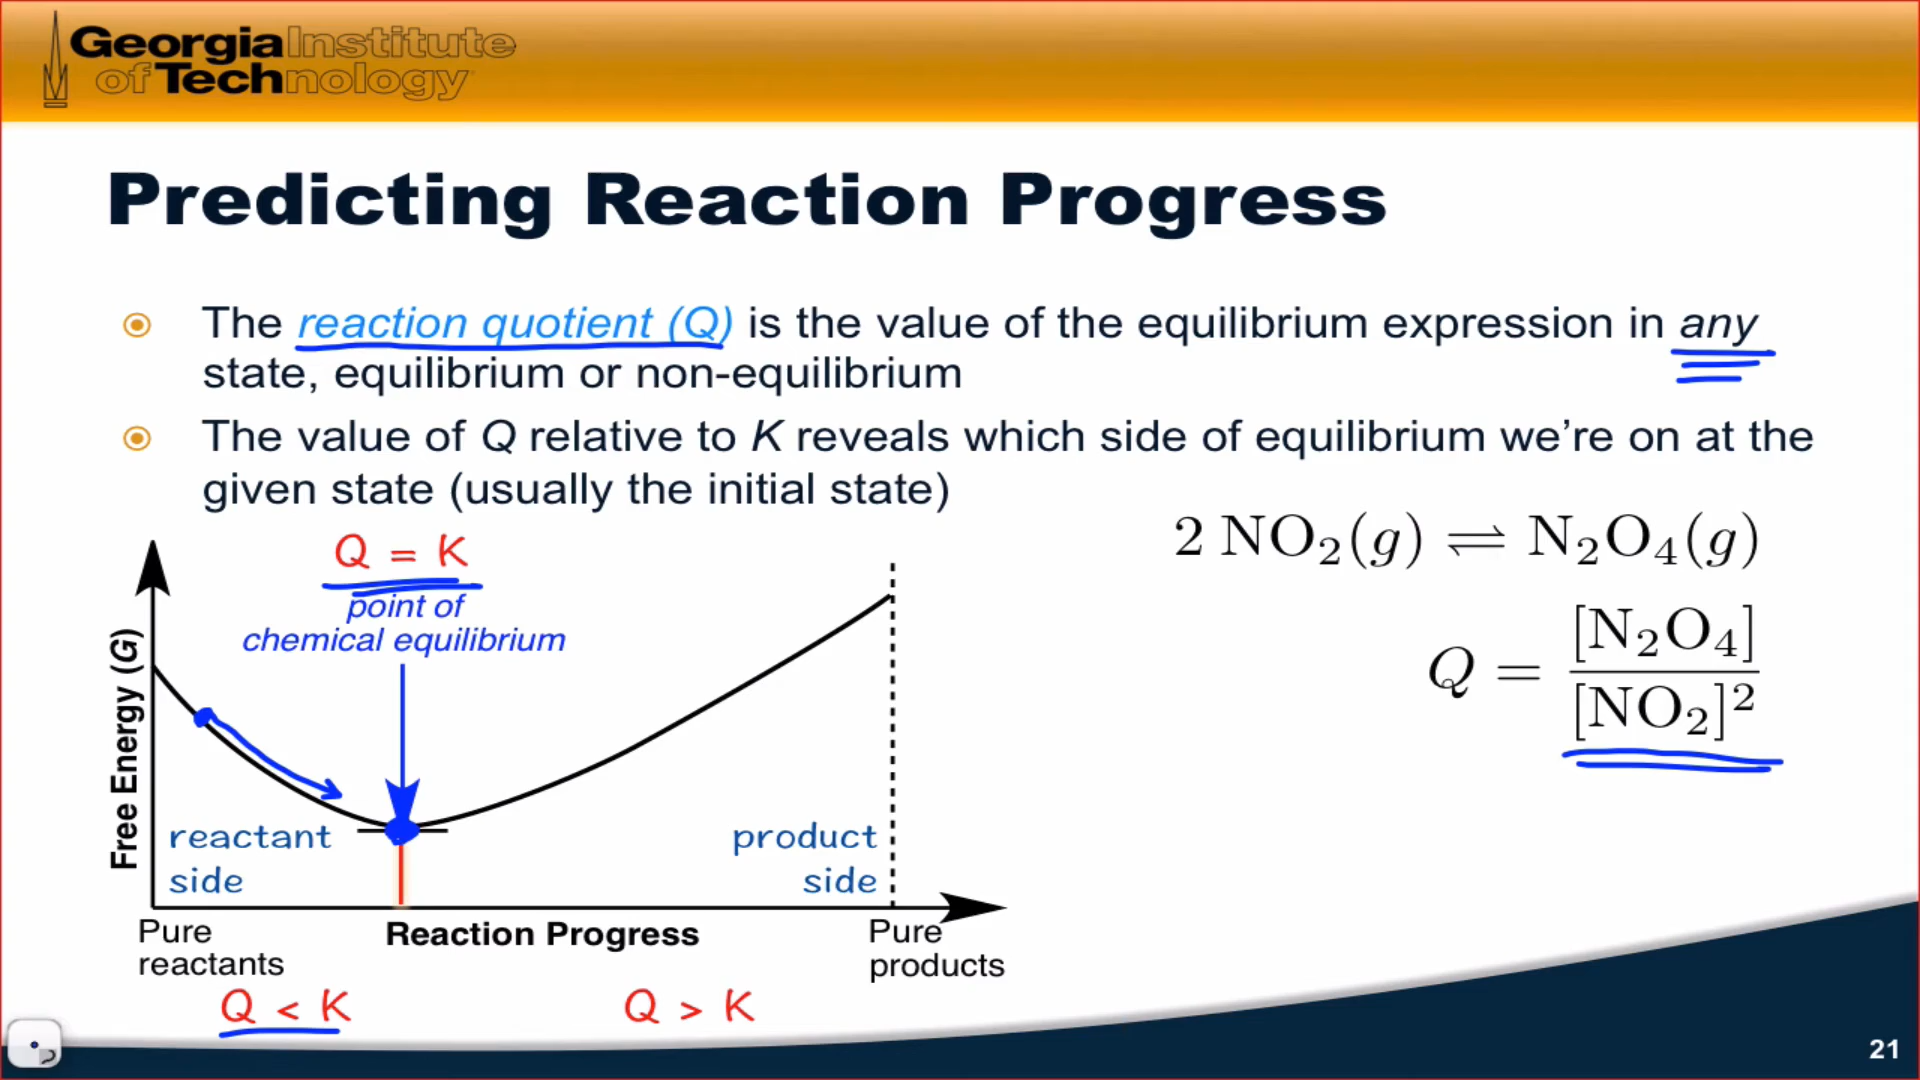 Georgia Institute
of Technology
Predicting Reaction Progress
The reaction quotient (Q) is the value of the equilibrium expression in any
state, equilibrium or non-equilibrium
The value of Q relative to K reveals which side of equilibrium we're on at the
given state (usually the initial state)
2 NO₂(g) ⇌ N₂O₄(g)
Q = [N₂O₄] / [NO₂]²
Q = K
point of
chemical equilibrium
Free Energy (G)
reactant
side
product
side
Pure
reactants
Reaction Progress
Pure
products
Q < K
Q > K
21